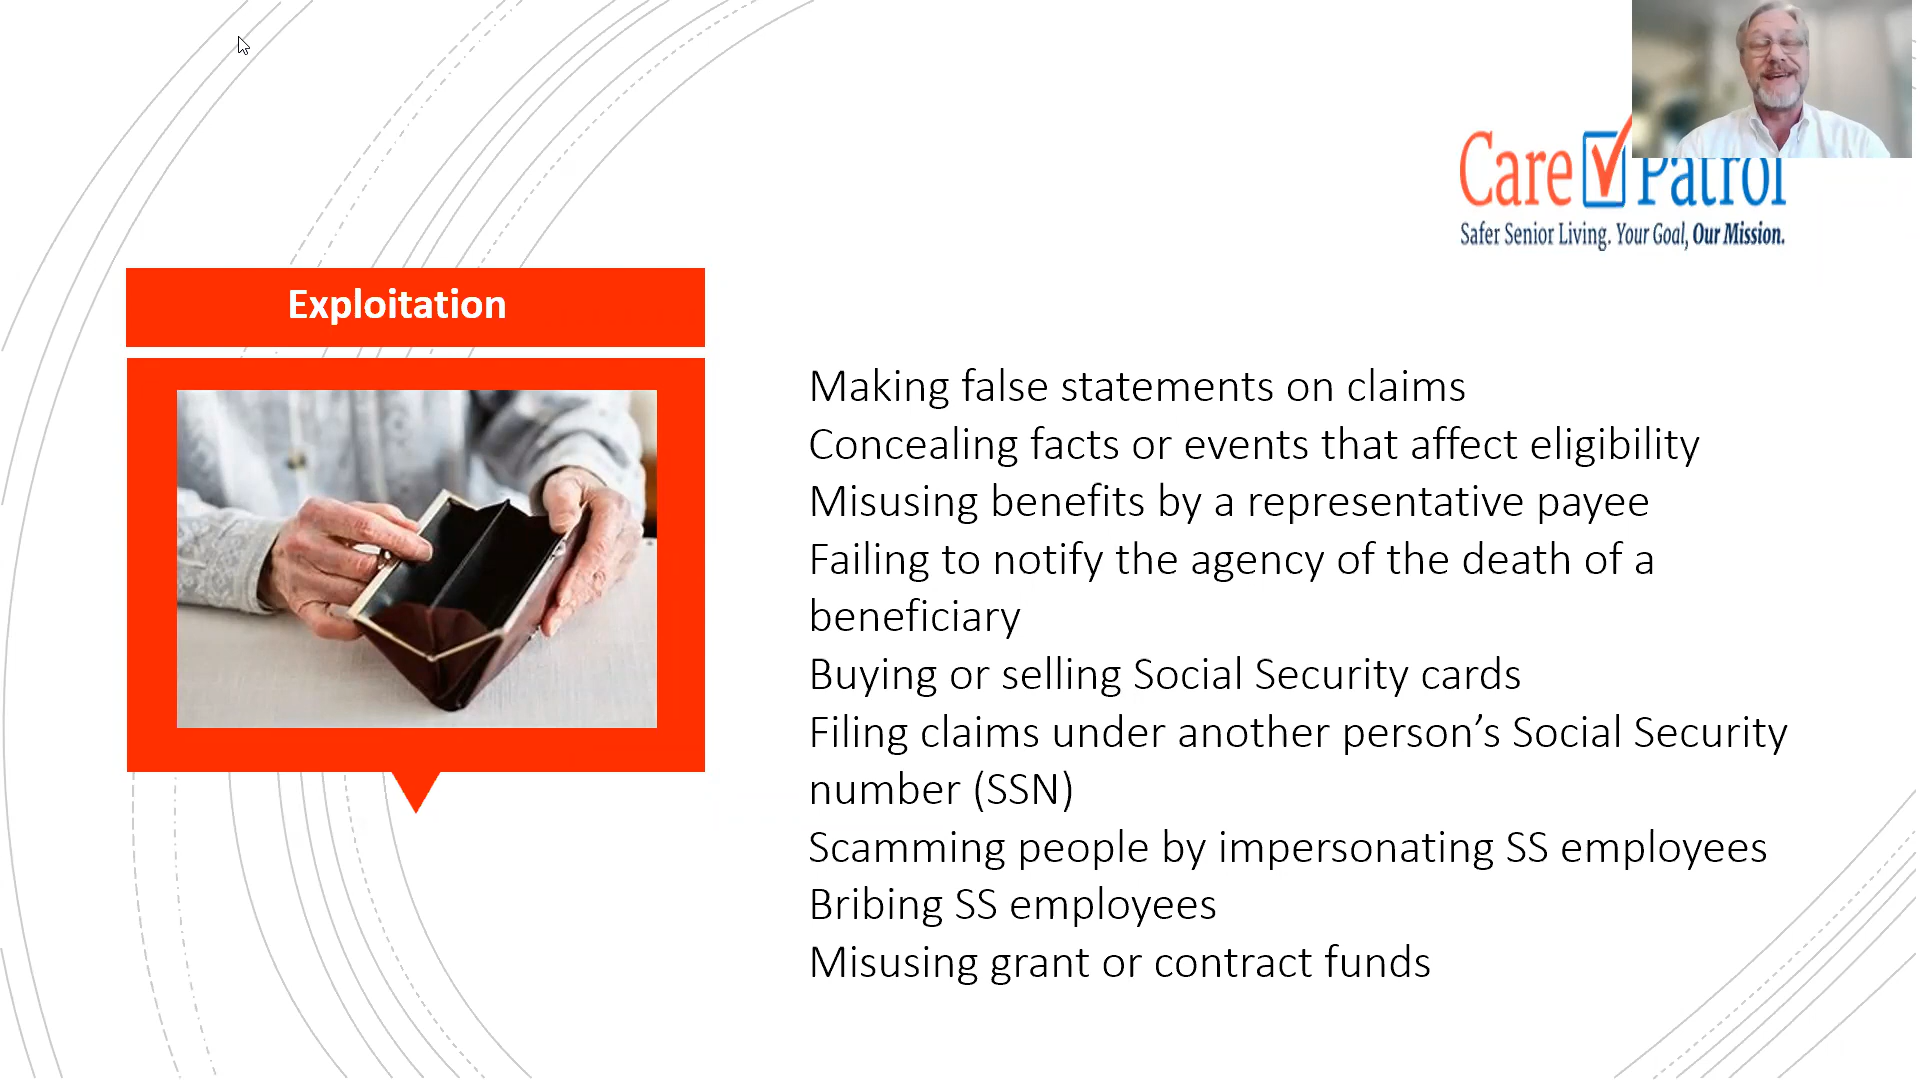 Care Patrol
Safer Senior Living. Your Goal, Our Mission.
Exploitation
Making false statements on claims
Concealing facts or events that affect eligibility
Misusing benefits by a representative payee
Failing to notify the agency of the death of a
beneficiary
Buying or selling Social Security cards
Filing claims under another person’s Social Security
number (SSN)
Scamming people by impersonating SS employees
Bribing SS employees
Misusing grant or contract funds